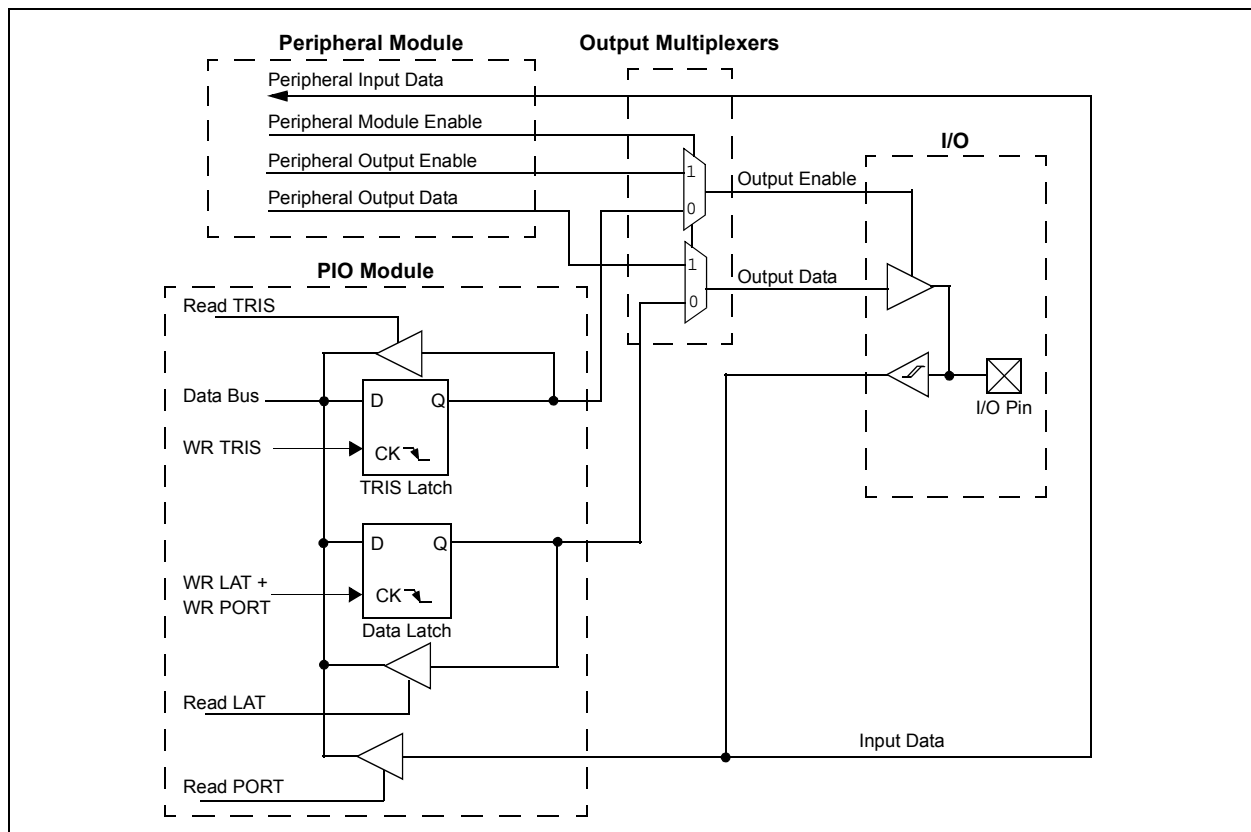 Peripheral Module
Output Multiplexers
Peripheral Input Data
Peripheral Module Enable
Peripheral Output Enable
Peripheral Output Data
1
0
1
0
Output Enable
Output Data
I/O
I/O Pin
PIO Module
Read TRIS
Data Bus
D
Q
WR TRIS
CK
TRIS Latch
D
Q
WR LAT +
WR PORT
CK
Data Latch
Read LAT
Read PORT
Input Data